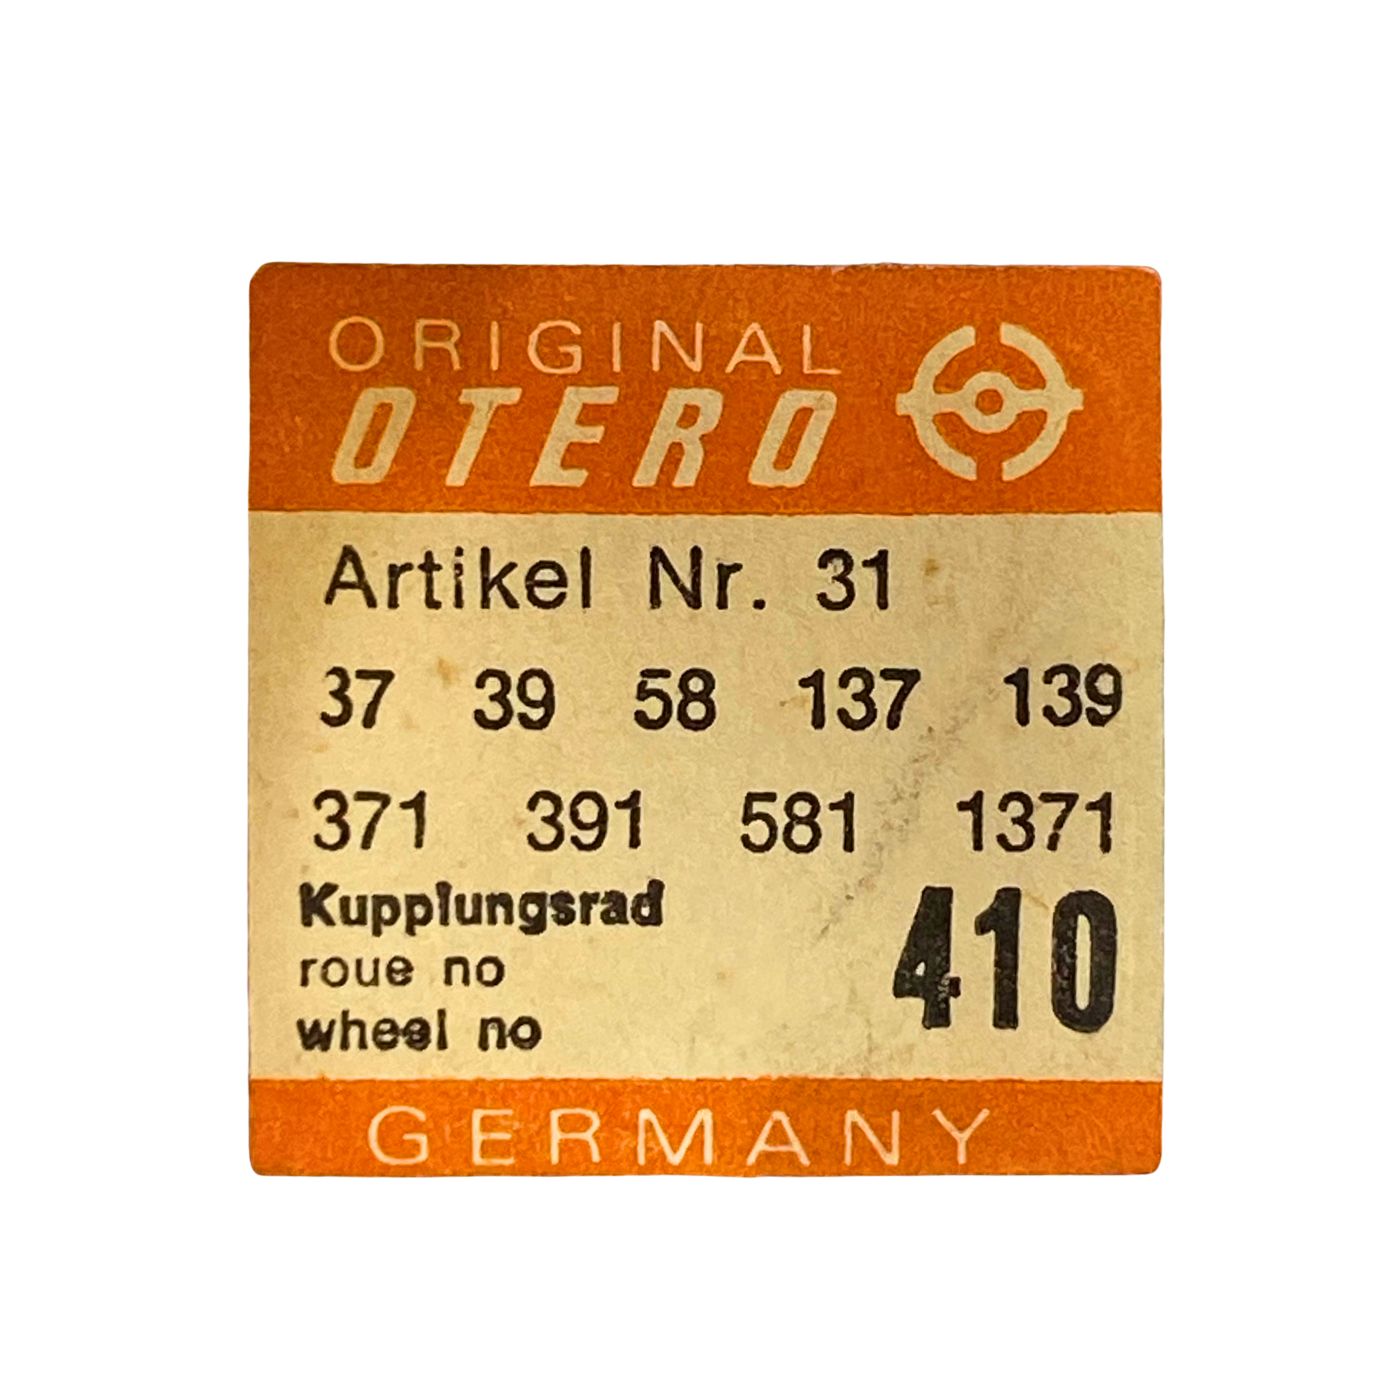 ORIGINAL
OTERO
Artikel Nr. 31
37 39 58 137 139
371 391 581 1371
Kupplungsrad
roue no
wheel no
410
GERMANY